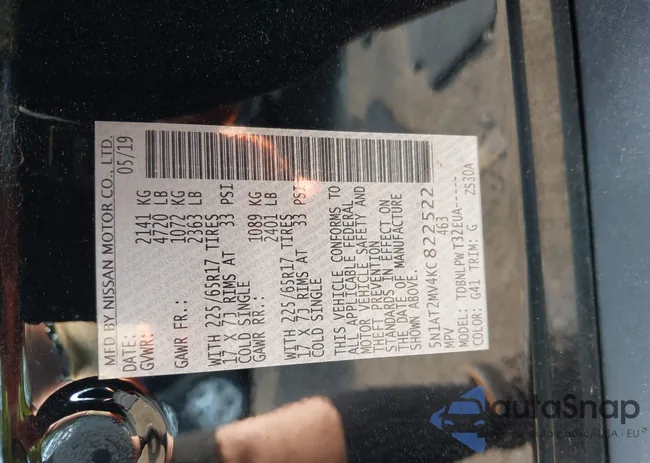 MFD BY NISSAN MOTOR CO., LTD.
DATE: 05/19
GVWR: 2141 KG
4720 LB
GAWR FR.: 1072 KG
2363 LB
WITH 225/65R17 TIRES
17 X 7J RIMS AT 33 PSI
COLD SINGLE
GAWR RR.: 1089 KG
2401 LB
WITH 225/65R17 TIRES
17 X 7J RIMS AT 33 PSI
COLD SINGLE
THIS VEHICLE CONFORMS TO
ALL APPLICABLE FEDERAL
MOTOR VEHICLE SAFETY AND
THEFT PREVENTION
STANDARDS IN EFFECT ON
THE DATE OF MANUFACTURE
SHOWN ABOVE.
5N1AT2MV4KC822522
MPV 463
MODEL: TDBNLPW T32EUA-----
COLOR: G41 TRIM: G ZS30A
autoSnap